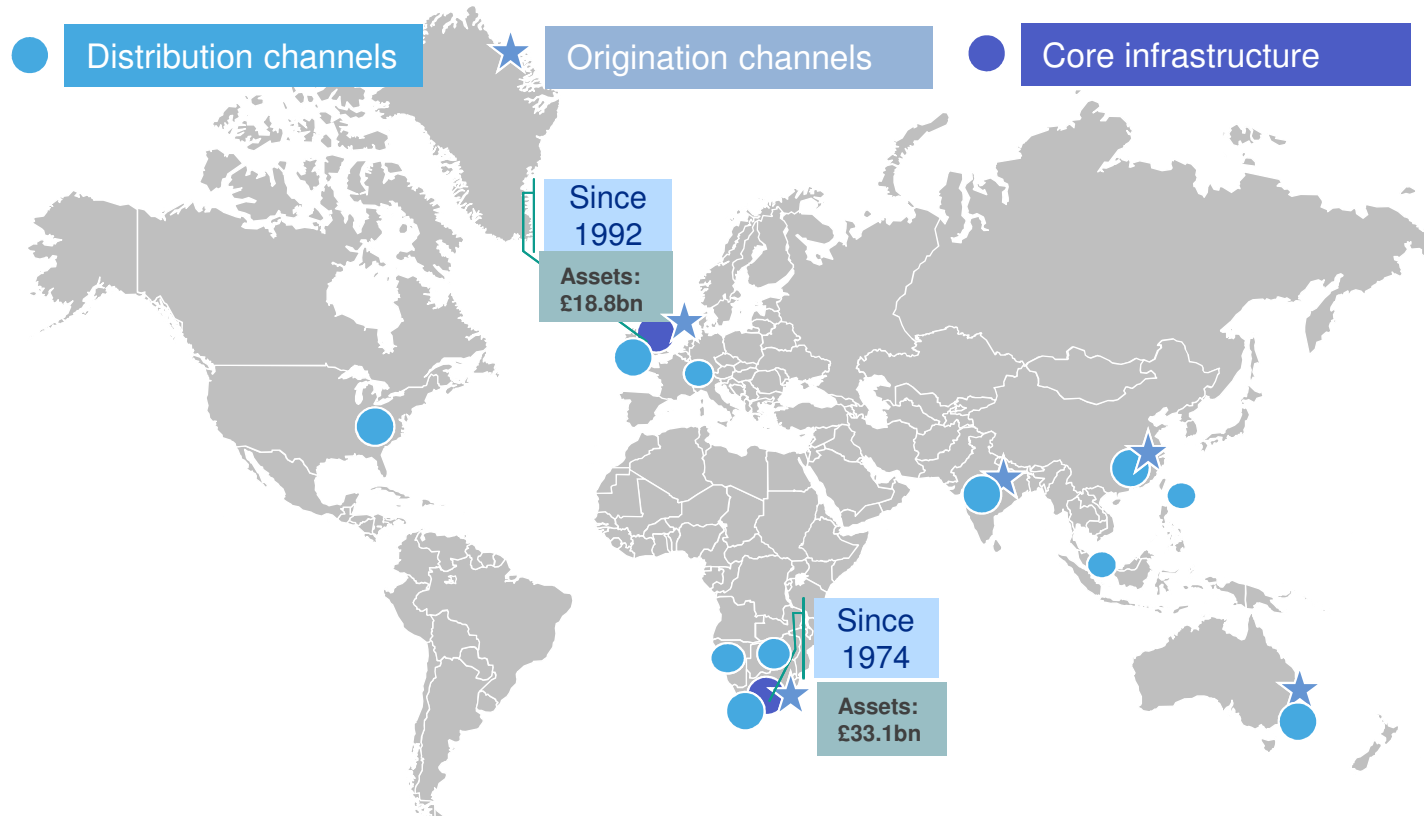 Distribution channels
Origination channels
Core infrastructure
Since
1992
Assets:
£18.8bn
Since
1974
Assets:
£33.1bn